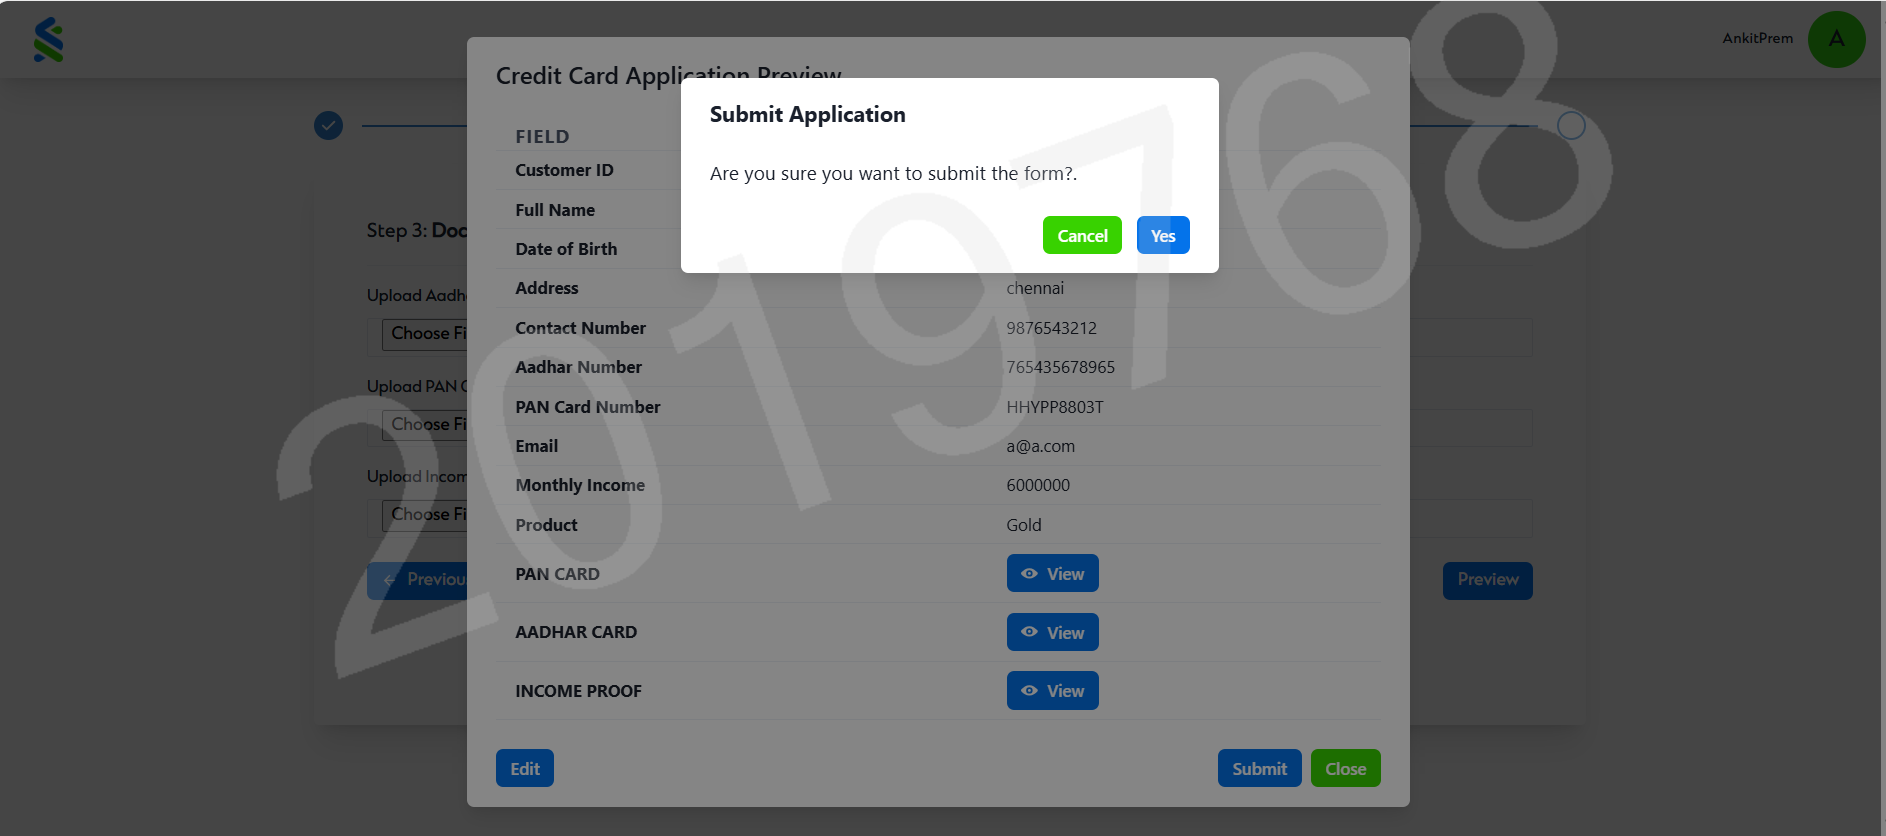 AnkitPrem
A
Credit Card Application Preview
Submit Application
Are you sure you want to submit the form?.
Cancel
Yes
FIELD
Customer ID
Full Name
Date of Birth
Address
chennai
Contact Number
9876543212
Aadhar Number
765435678965
PAN Card Number
HHYPP8803T
Email
a@a.com
Monthly Income
6000000
Product
Gold
PAN CARD
View
AADHAR CARD
View
INCOME PROOF
View
Edit
Submit
Close
Step 3: Doc
Upload Aadh
Choose Fi
Upload PAN C
Choose Fi
Upload Incom
Choose Fi
Previous
Preview
2019768